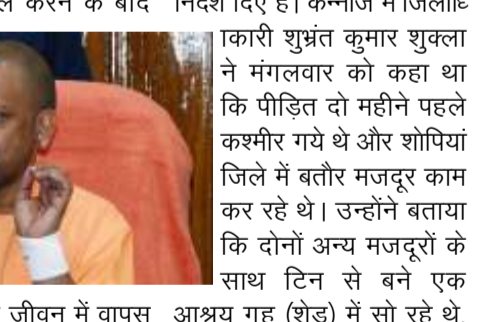 करने के बाद
निर्देश दिए हैं। कन्नौज में जिलाधि
कारी शुभ्रंत कुमार शुक्ला
ने मंगलवार को कहा था
कि पीड़ित दो महीने पहले
कश्मीर गये थे और शोपियां
जिले में बतौर मजदूर काम
कर रहे थे। उन्होंने बताया
कि दोनों अन्य मजदूरों के
साथ टिन से बने एक
आश्रय गृह (शेड) में सो रहे थे,
जीवन में वापस